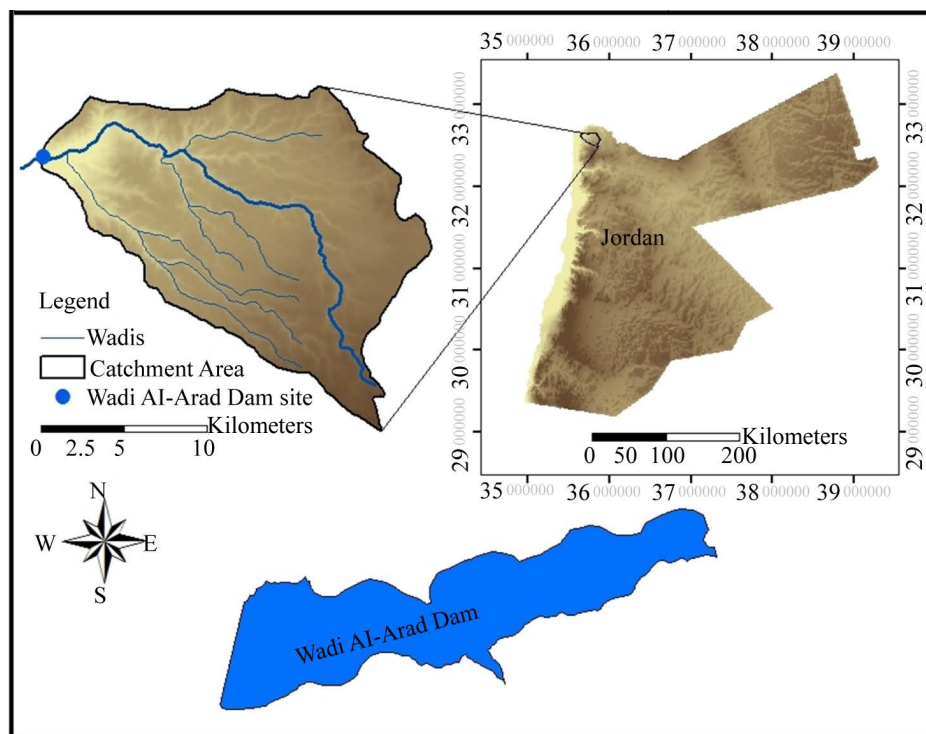 35 000000 36 000000 37 000000 38 000000 39 000000
33 000000
32 000000
31 000000
30 000000
29 000000
33 000000
32 000000
31 000000
30 000000
29 000000
Jordan
Legend
Wadis
Catchment Area
Wadi AI-Arad Dam site
Kilometers
0 2.5 5 10
Kilometers
0 50 100 200
35 000000 36 000000 37 000000 38 000000 39 000000
N
W E
S
Wadi AI-Arad Dam